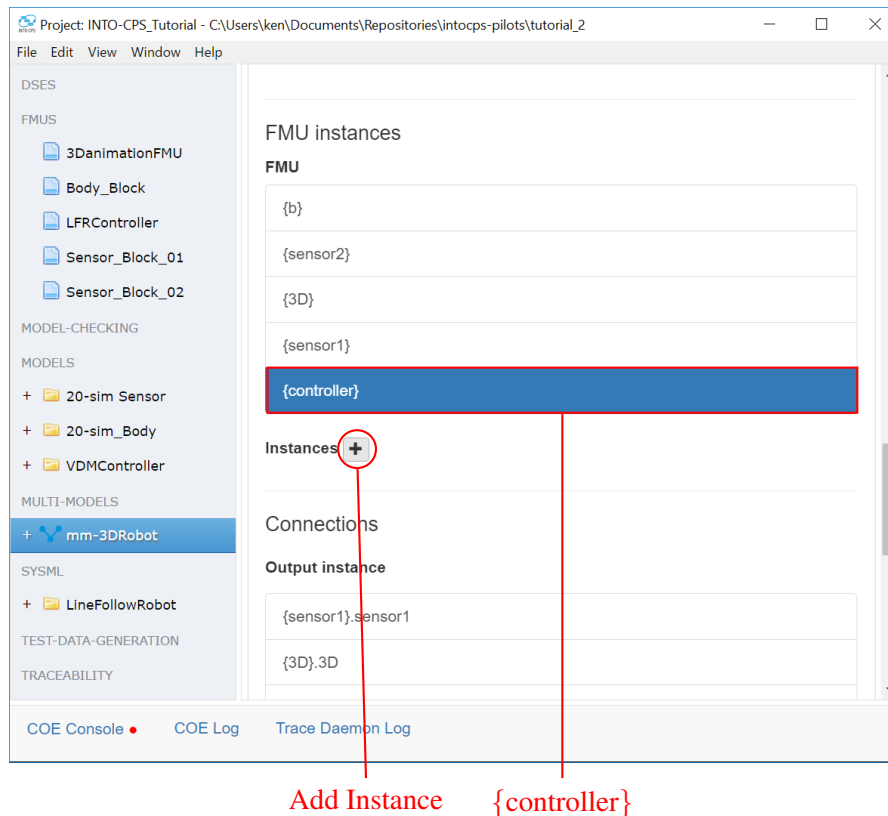 Project: INTO-CPS_Tutorial - C:\Users\ken\Documents\Repositories\intocps-pilots\tutorial_2
File Edit View Window Help
DSES
FMUS
3DanimationFMU
Body_Block
LFRController
Sensor_Block_01
Sensor_Block_02
MODEL-CHECKING
MODELS
+ 20-sim Sensor
+ 20-sim_Body
+ VDMController
MULTI-MODELS
+ mm-3DRobot
SYSML
+ LineFollowRobot
TEST-DATA-GENERATION
TRACEABILITY
FMU instances
FMU
{b}
{sensor2}
{3D}
{sensor1}
{controller}
Instances +
Connections
Output instance
{sensor1}.sensor1
{3D}.3D
COE Console COE Log Trace Daemon Log
Add Instance {controller}